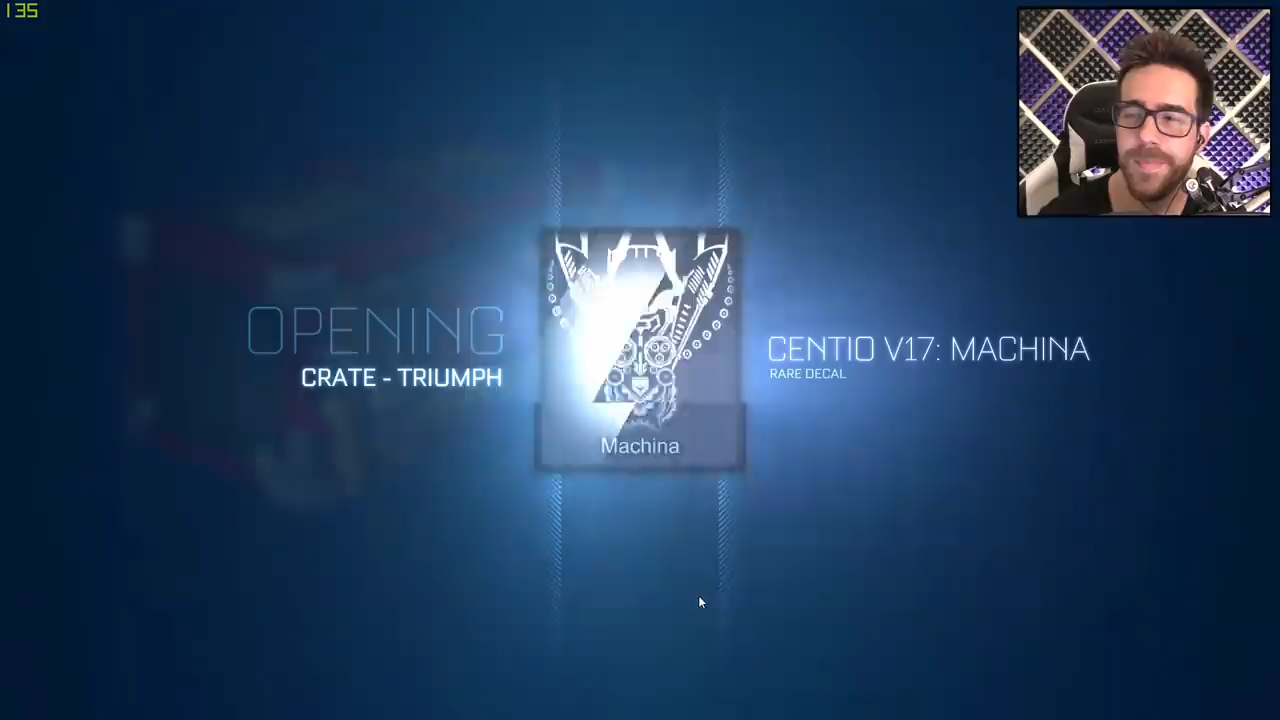 135
OPENING
CRATE - TRIUMPH
Machina
CENTIO V17: MACHINA
RARE DECAL